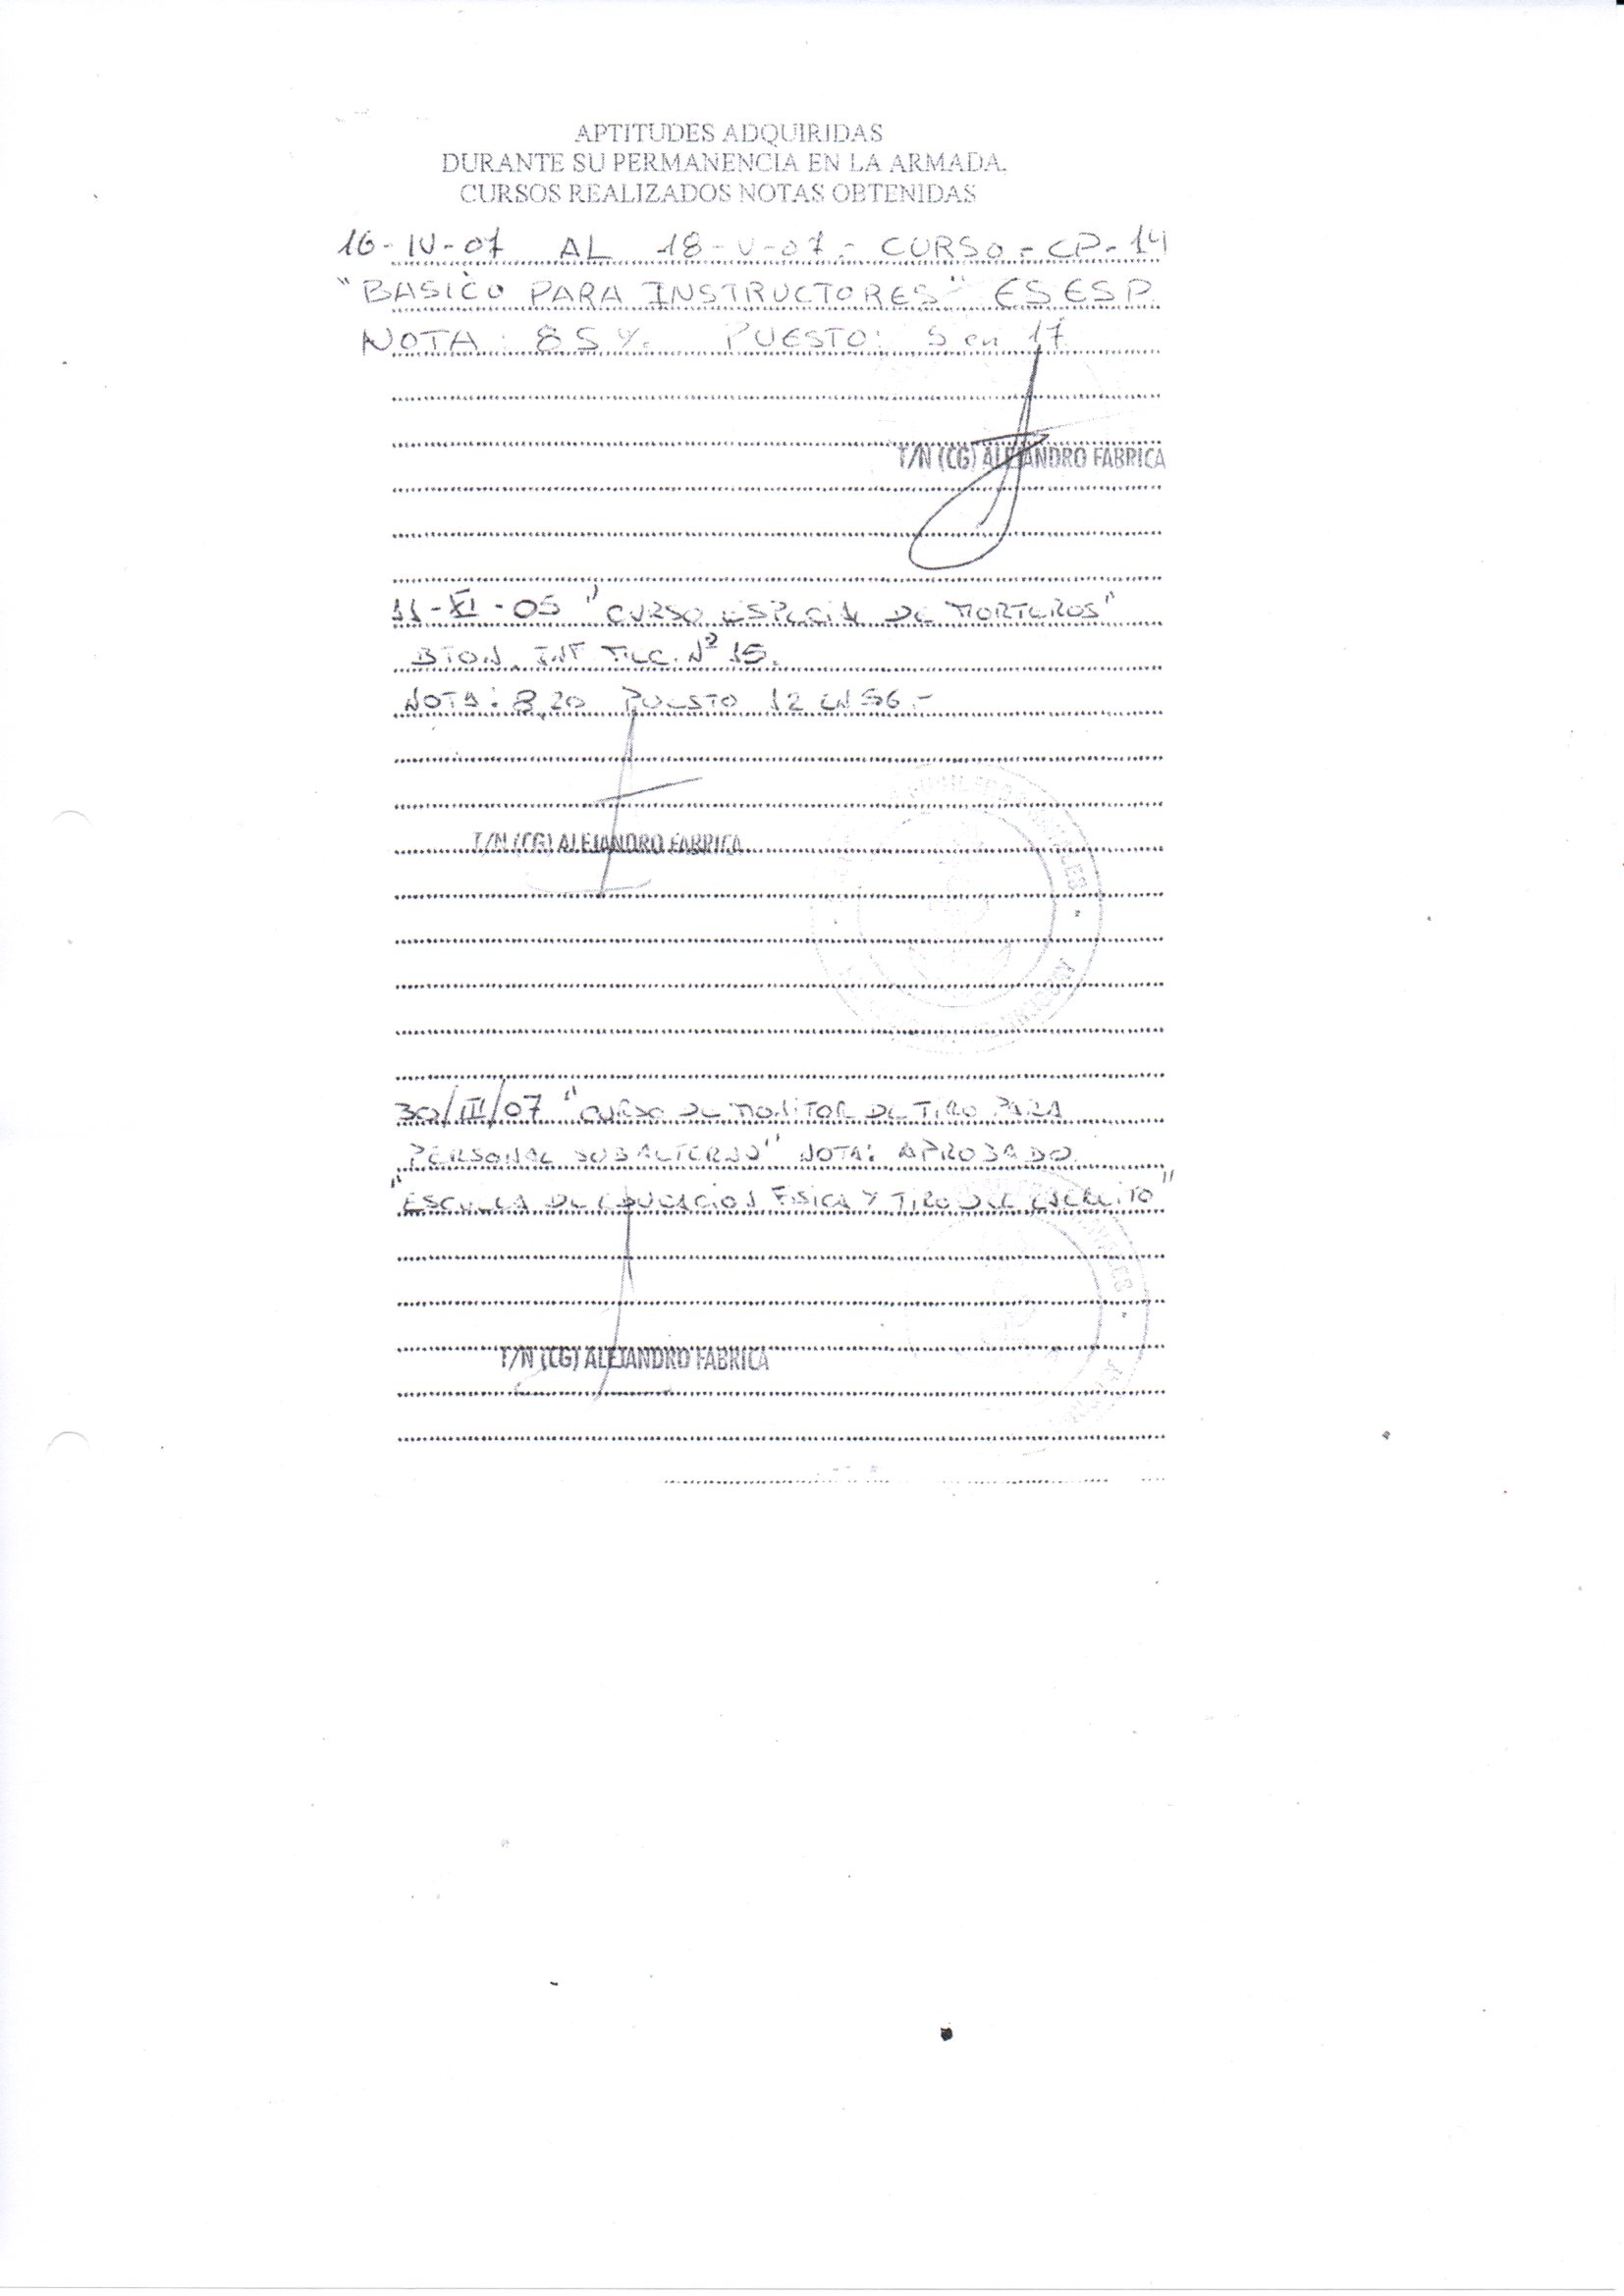 APTITUDES ADQUIRIDAS
DURANTE SU PERMANENCIA EN LA ARMADA.
CURSOS REALIZADOS NOTAS OBTENIDAS
16-IV-07 AL 18-V-07.- CURSO.- CP-14
"BASICO PARA INSTRUCTORES" ESESP.
NOTA: 85%. PUESTO: 5 en 17
T/N (CG) ALEJANDRO FABRICA
11-XI-05 "CURSO ESPECIAL DE MORTEROS"
BTON. INF MEC. Nº 15.
NOTA: 8,20 PUESTO 12 EN 56.-
T/N (CG) ALEJANDRO FABRICA
NAVALES
30/III/07 "CURSO DE MONITOR DE TIRO PARA
PERSONAL SUBALTERNO" NOTA: APROBADO.
"ESCUELA DE EDUCACION FISICA Y TIRO DEL EJERCITO"
T/N (CG) ALEJANDRO FABRICA